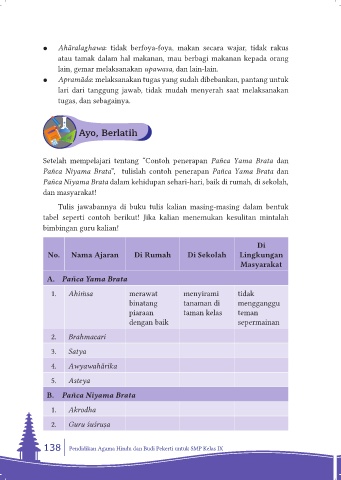 ● Ahāralaghawa: tidak berfoya-foya, makan secara wajar, tidak rakus
atau tamak dalam hal makanan, mau berbagi makanan kepada orang
lain, gemar melaksanakan upawasa, dan lain-lain.
● Apramāda: melaksanakan tugas yang sudah dibebankan, pantang untuk
lari dari tanggung jawab, tidak mudah menyerah saat melaksanakan
tugas, dan sebagainya.
Ayo, Berlatih
Setelah mempelajari tentang “Contoh penerapan Pañca Yama Brata dan
Pañca Niyama Brata”, tulislah contoh penerapan Pañca Yama Brata dan
Pañca Niyama Brata dalam kehidupan sehari-hari, baik di rumah, di sekolah,
dan masyarakat!
Tulis jawabannya di buku tulis kalian masing-masing dalam bentuk
tabel seperti contoh berikut! Jika kalian menemukan kesulitan mintalah
bimbingan guru kalian!
No. Nama Ajaran Di Rumah Di Sekolah Di Lingkungan Masyarakat
A. Pañca Yama Brata
1. Ahiṁsa merawat menyirami tidak
binatang tanaman di mengganggu
piaraan taman kelas teman
dengan baik sepermainan
2. Brahmacari
3. Satya
4. Awyawahārika
5. Asteya
B. Pañca Niyama Brata
1. Akrodha
2. Guru suśrusa
138 Pendidikan Agama Hindu dan Budi Pekerti untuk SMP Kelas IX